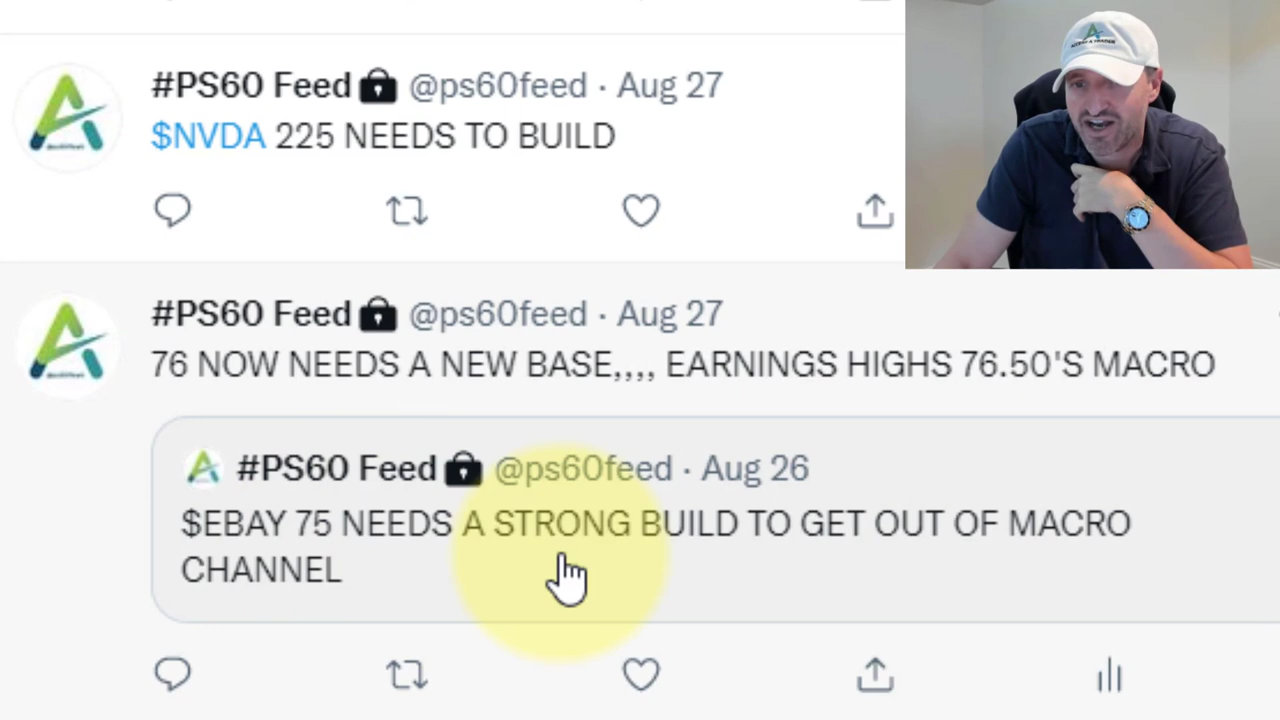 #PS60 Feed🔒 @ps60feed · Aug 27
$NVDA 225 NEEDS TO BUILD
#PS60 Feed🔒 @ps60feed · Aug 27
76 NOW NEEDS A NEW BASE,,,, EARNINGS HIGHS 76.50'S MACRO
#PS60 Feed🔒 @ps60feed · Aug 26
$EBAY 75 NEEDS A STRONG BUILD TO GET OUT OF MACRO
CHANNEL